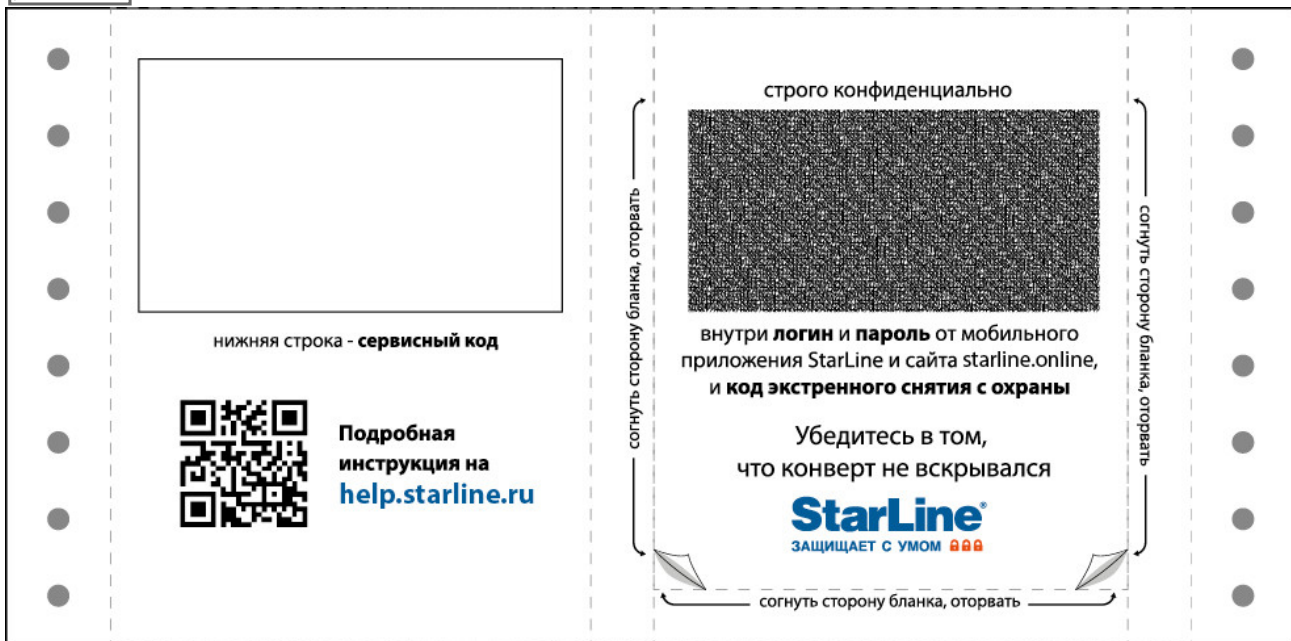 нижняя строка - сервисный код
Подробная
инструкция на
help.starline.ru
согнуть сторону бланка, оторвать
строго конфиденциально
внутри логин и пароль от мобильного
приложения StarLine и сайта starline.online,
и код экстренного снятия с охраны
Убедитесь в том,
что конверт не вскрывался
StarLine®
ЗАЩИЩАЕТ С УМОМ
согнуть сторону бланка, оторвать
согнуть сторону бланка, оторвать